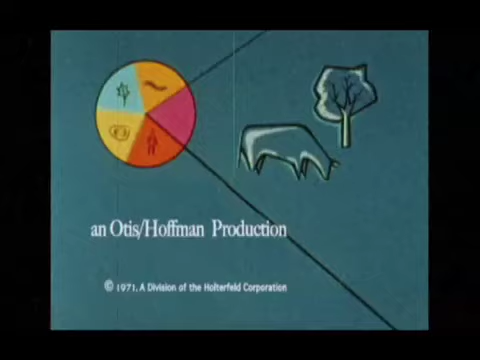 an Otis/Hoffman Production
© 1971, A Division of the Holterfeld Corporation